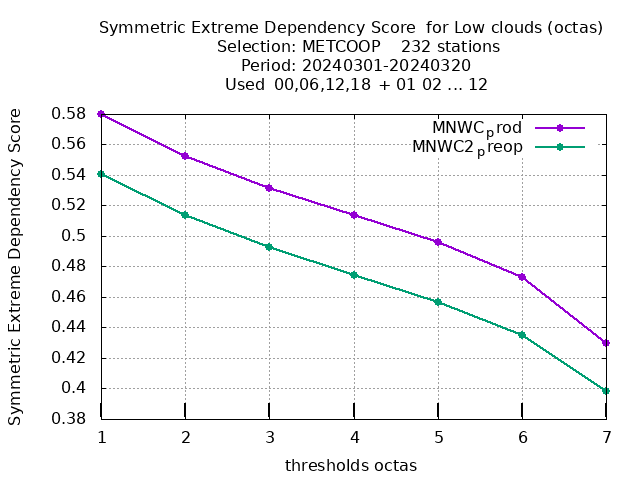 Symmetric Extreme Dependency Score  for Low clouds (octas)
Selection: METCOOP    232 stations
Period: 20240301-20240320
Used  00,06,12,18 + 01 02 ... 12
MNWCprod
MNWC2preop
Symmetric Extreme Dependency Score
0.58
0.56
0.54
0.52
0.5
0.48
0.46
0.44
0.42
0.4
0.38
1 2 3 4 5 6 7
thresholds octas